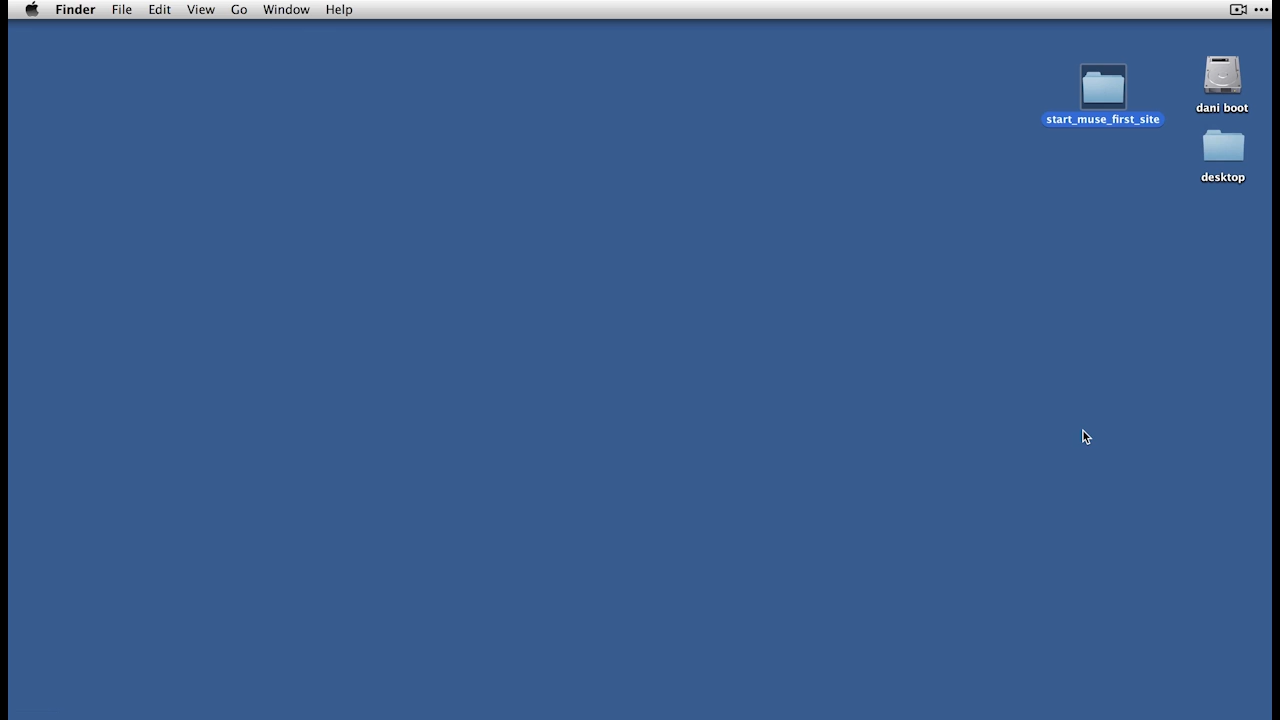 Finder File Edit View Go Window Help
start_muse_first_site
dani boot
desktop